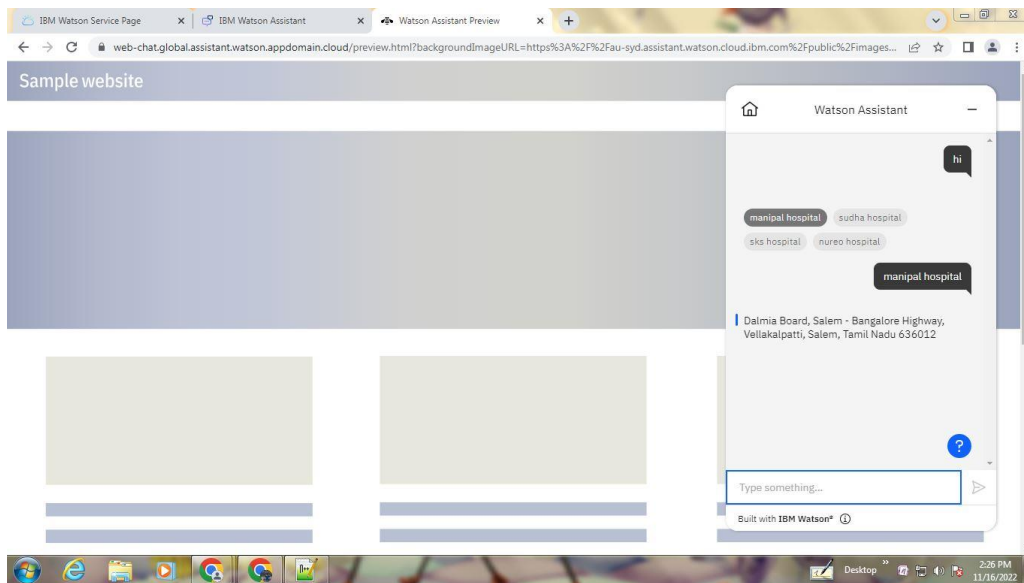 IBM Watson Service Page
IBM Watson Assistant
Watson Assistant Preview
web-chat.global.assistant.watson.appdomain.cloud/preview.html?backgroundImageURL=https%3A%2F%2Fau-syd.assistant.watson.cloud.ibm.com%2Fpublic%2Fimages...
Sample website
Watson Assistant
hi
manipal hospital
sudha hospital
sks hospital
nureo hospital
manipal hospital
Dalmia Board, Salem - Bangalore Highway,
Vellakalpatti, Salem, Tamil Nadu 636012
?
Type something...
Built with IBM Watson®
Desktop
2:26 PM
11/16/2022